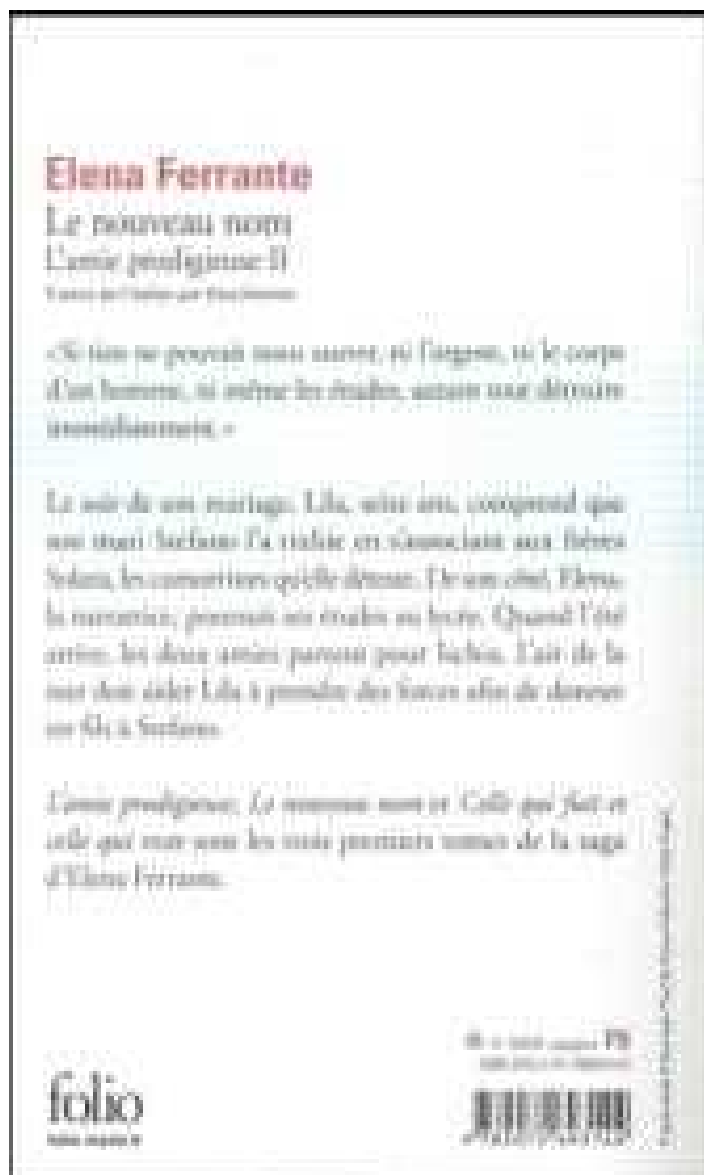 Elena Ferrante
Le nouveau nom
L'amie prodigieuse II
Traduit de l'italien par
«Si rien ne pouvait nous sauver, ni l'argent, ni le corps
d'un homme, ni même les études, autant tout détruire
immédiatement.»
Le soir de son mariage, Lila, seize ans, comprend que
son mari Stefano l'a trahie en s'associant aux frères
Solara, les camorristes qu'elle déteste. De son côté, Elena,
la narratrice, poursuit ses études au lycée. Quand l'été
arrive, les deux amies partent pour Ischia. L'air de la
mer doit aider Lila à prendre des forces afin de donner
un fils à Stefano.
L'amie prodigieuse, Le nouveau nom et Celle qui fuit et
celle qui reste sont les trois premiers tomes de la saga
d'Elena Ferrante.
folio